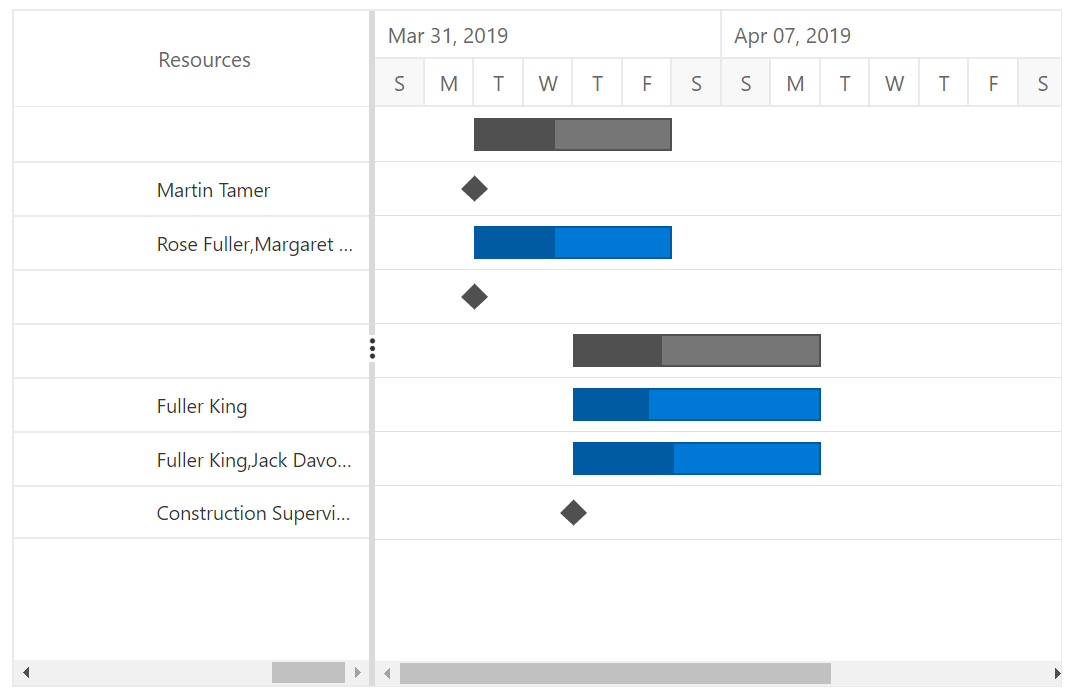 Resources
Mar 31, 2019 Apr 07, 2019
S M T W T F S S M T W T F S
Martin Tamer
Rose Fuller,Margaret ...
Fuller King
Fuller King,Jack Davo...
Construction Supervi...